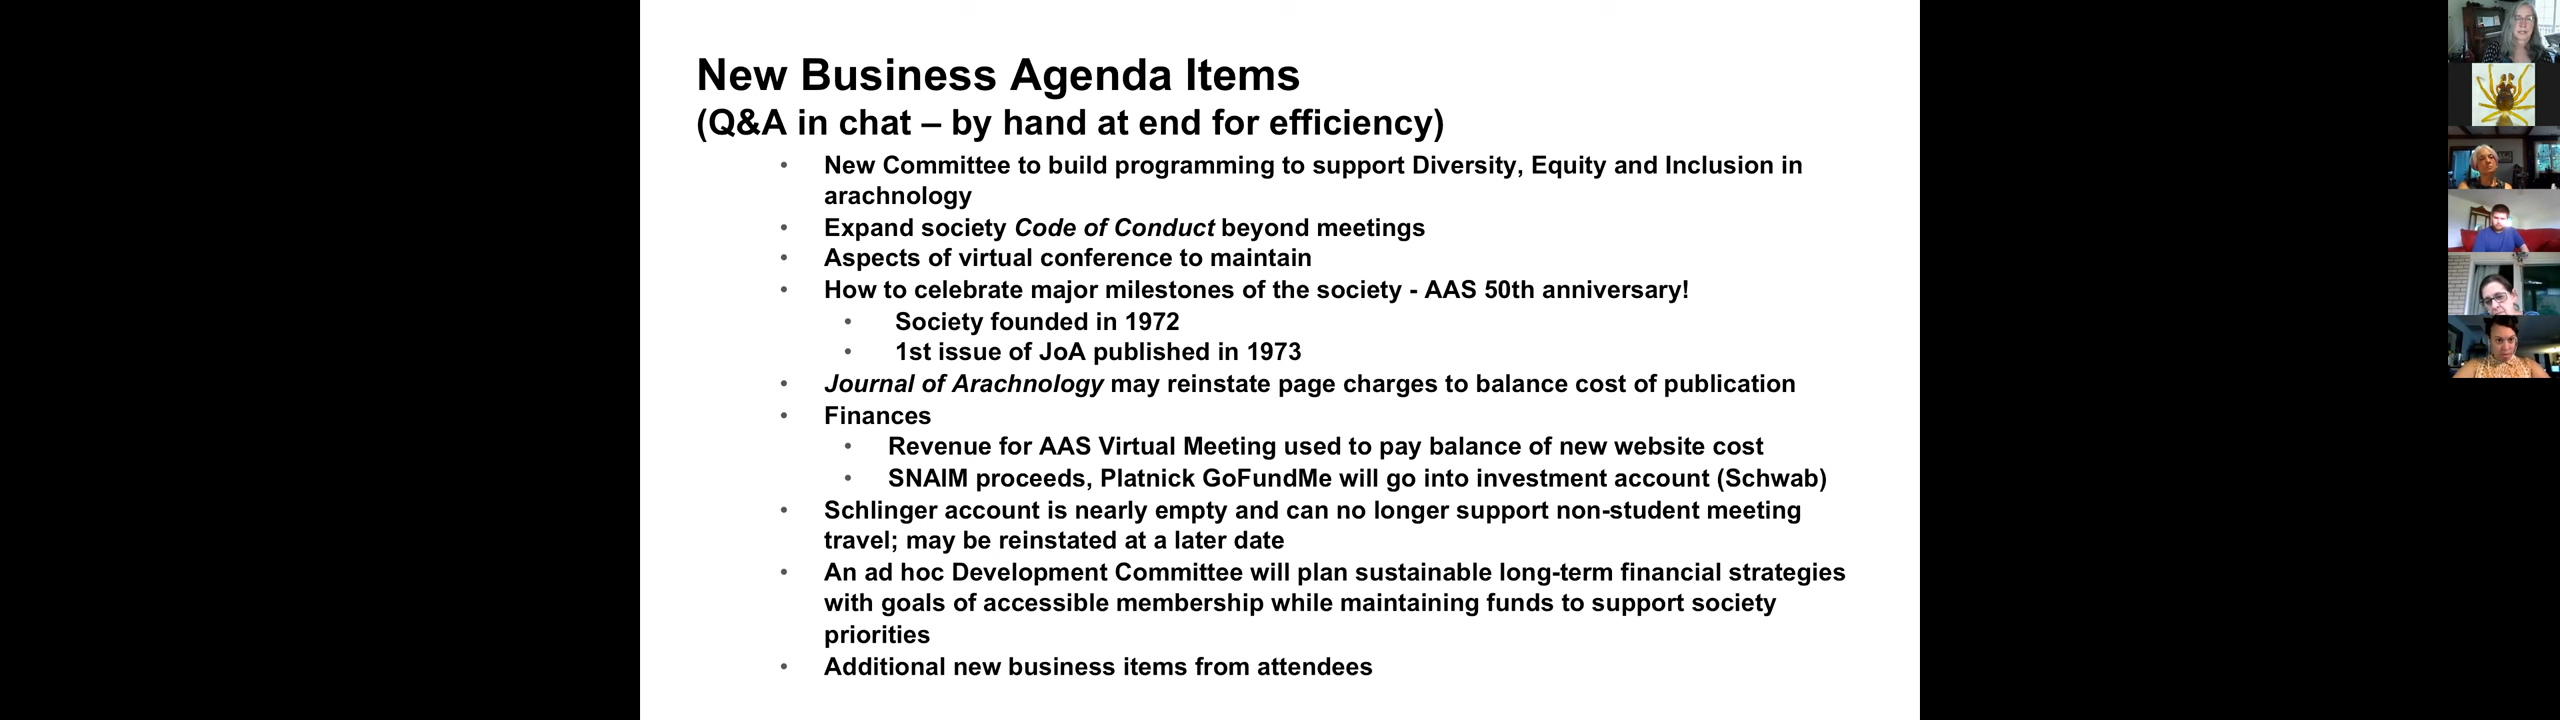 New Business Agenda Items
(Q&A in chat – by hand at end for efficiency)
• New Committee to build programming to support Diversity, Equity and Inclusion in
arachnology
• Expand society Code of Conduct beyond meetings
• Aspects of virtual conference to maintain
• How to celebrate major milestones of the society - AAS 50th anniversary!
• Society founded in 1972
• 1st issue of JoA published in 1973
• Journal of Arachnology may reinstate page charges to balance cost of publication
• Finances
• Revenue for AAS Virtual Meeting used to pay balance of new website cost
• SNAIM proceeds, Platnick GoFundMe will go into investment account (Schwab)
• Schlinger account is nearly empty and can no longer support non-student meeting
travel; may be reinstated at a later date
• An ad hoc Development Committee will plan sustainable long-term financial strategies
with goals of accessible membership while maintaining funds to support society
priorities
• Additional new business items from attendees